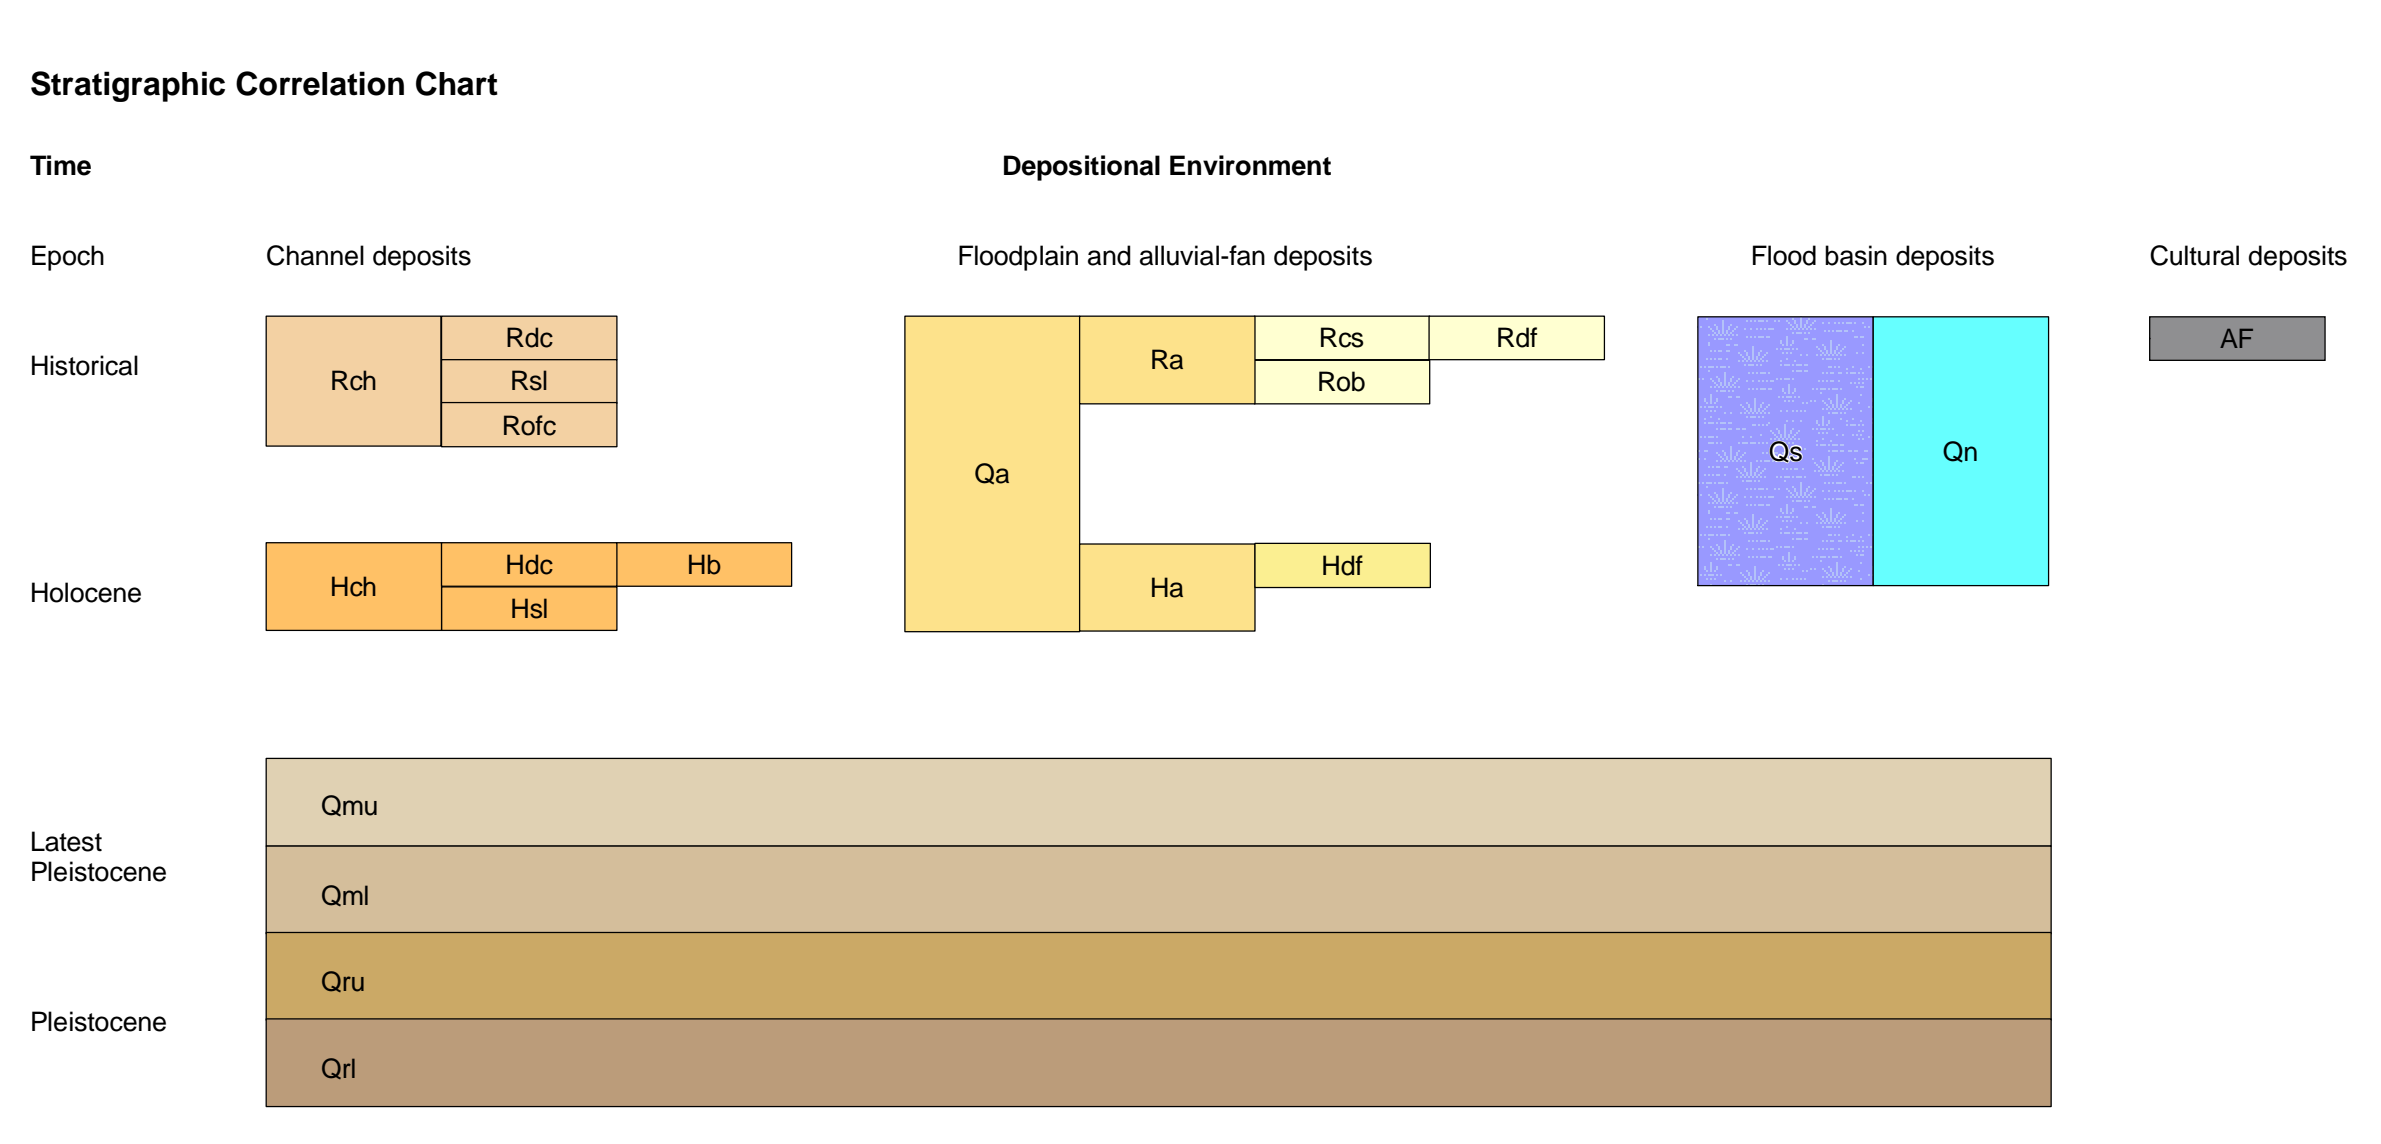 Stratigraphic Correlation Chart
Time
Depositional Environment
Epoch
Channel deposits
Floodplain and alluvial-fan deposits
Flood basin deposits
Cultural deposits
Historical
Rch
Rdc
Rsl
Rofc
Qa
Ra
Rcs
Rdf
Rob
Qs
Qn
AF
Holocene
Hch
Hdc
Hb
Hsl
Ha
Hdf
Latest
Pleistocene
Qmu
Qml
Pleistocene
Qru
Qrl